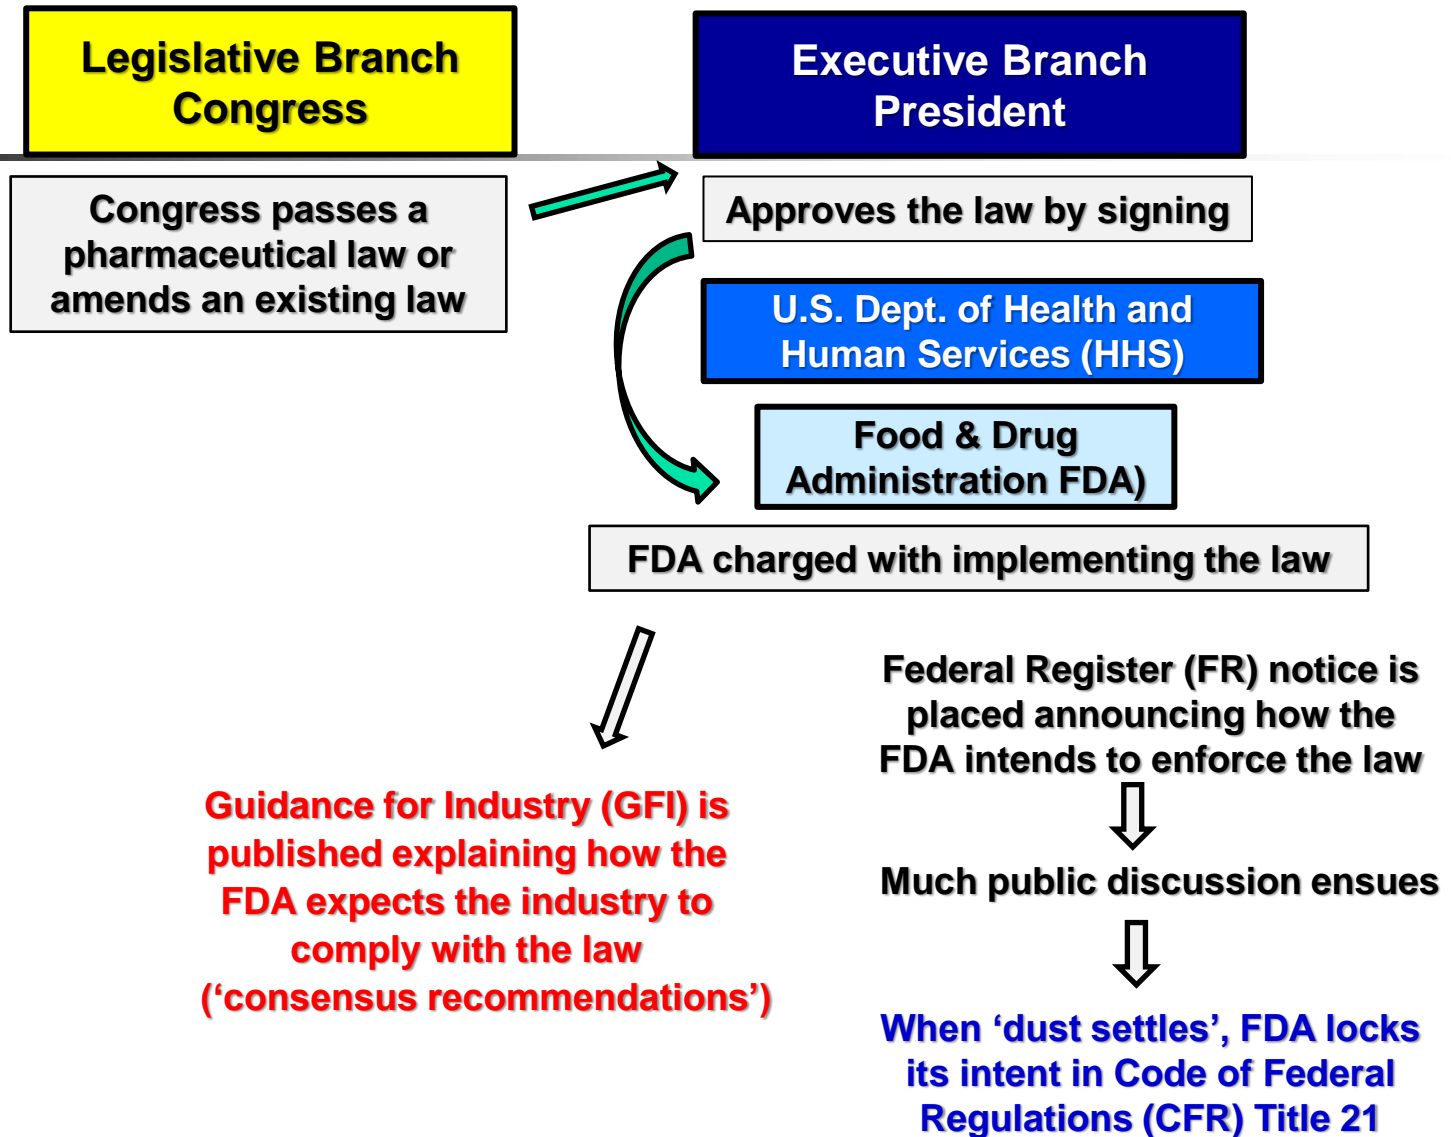 Legislative Branch
Congress
Executive Branch
President
Congress passes a
pharmaceutical law or
amends an existing law
Approves the law by signing
U.S. Dept. of Health and
Human Services (HHS)
Food & Drug
Administration FDA)
FDA charged with implementing the law
Federal Register (FR) notice is
placed announcing how the
FDA intends to enforce the law
Guidance for Industry (GFI) is
published explaining how the
FDA expects the industry to
comply with the law
(‘consensus recommendations’)
Much public discussion ensues
When ‘dust settles’, FDA locks
its intent in Code of Federal
Regulations (CFR) Title 21